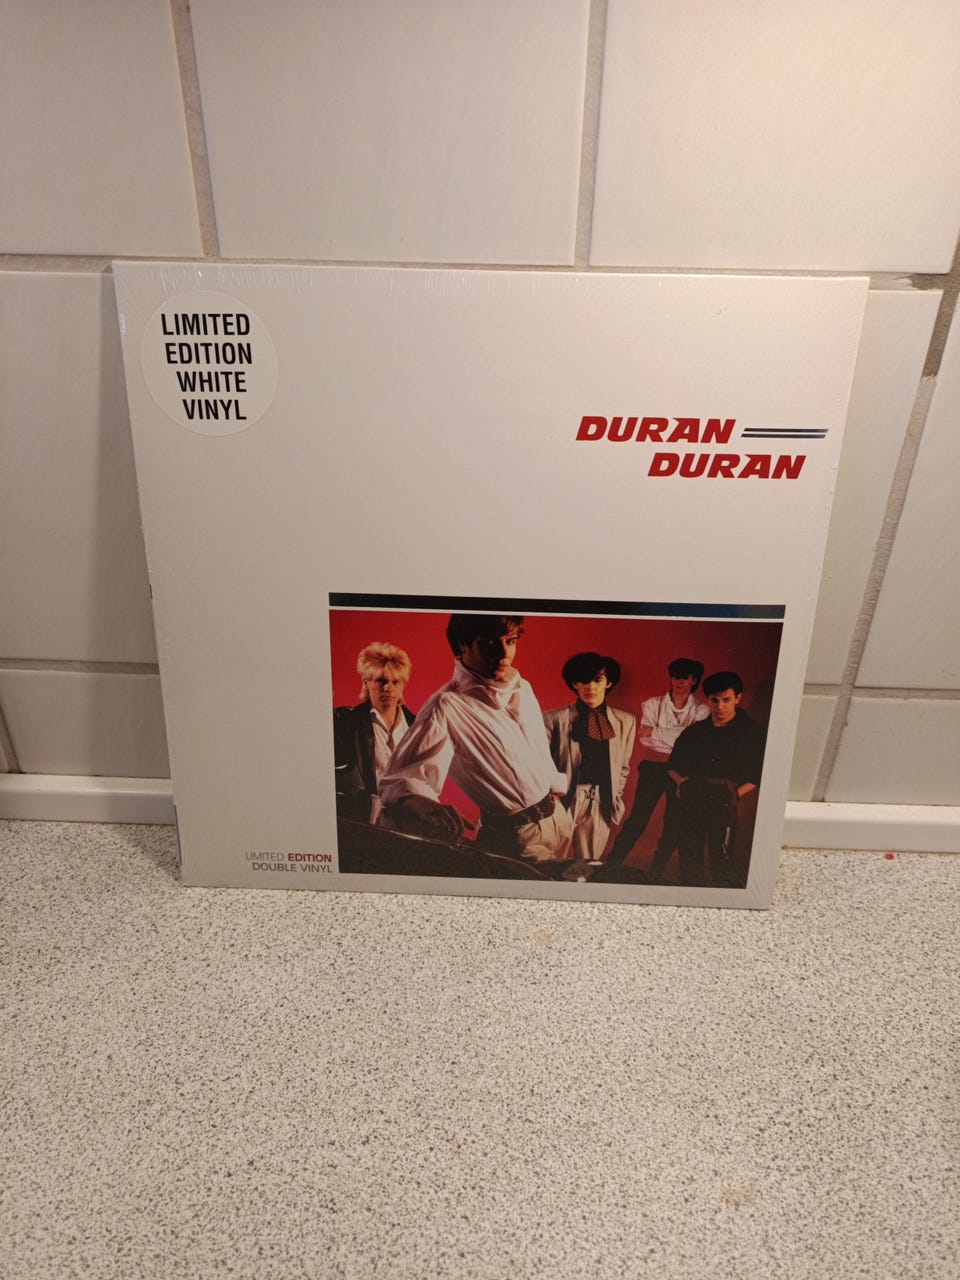 LIMITED
EDITION
WHITE
VINYL
DURAN
DURAN
LIMITED EDITION
DOUBLE VINYL